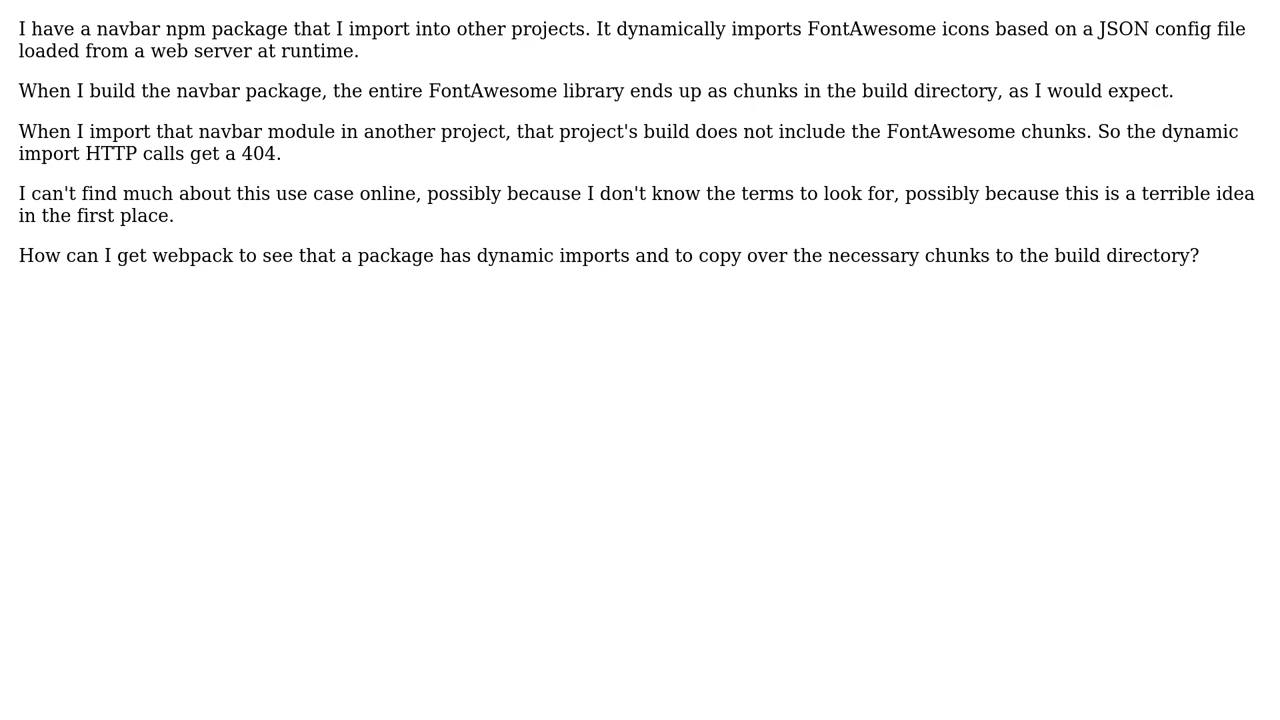 I have a navbar npm package that I import into other projects. It dynamically imports FontAwesome icons based on a JSON config file
loaded from a web server at runtime.
When I build the navbar package, the entire FontAwesome library ends up as chunks in the build directory, as I would expect.
When I import that navbar module in another project, that project's build does not include the FontAwesome chunks. So the dynamic
import HTTP calls get a 404.
I can't find much about this use case online, possibly because I don't know the terms to look for, possibly because this is a terrible idea
in the first place.
How can I get webpack to see that a package has dynamic imports and to copy over the necessary chunks to the build directory?